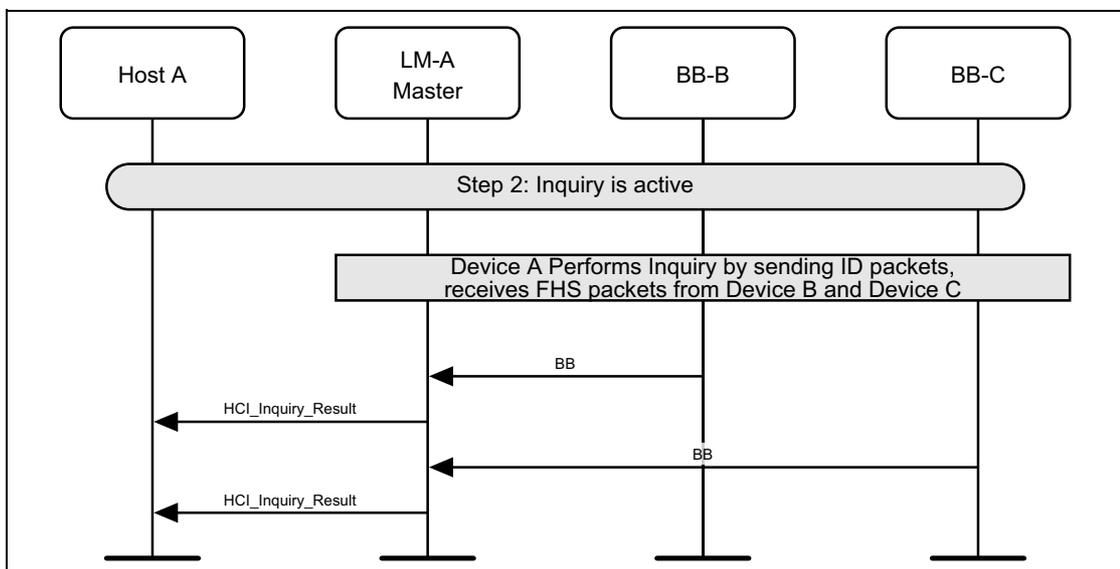 Host A
LM-A
Master
BB-B
BB-C
Step 2: Inquiry is active
Device A Performs Inquiry by sending ID packets,
receives FHS packets from Device B and Device C
BB
HCI_Inquiry_Result
BB
HCI_Inquiry_Result